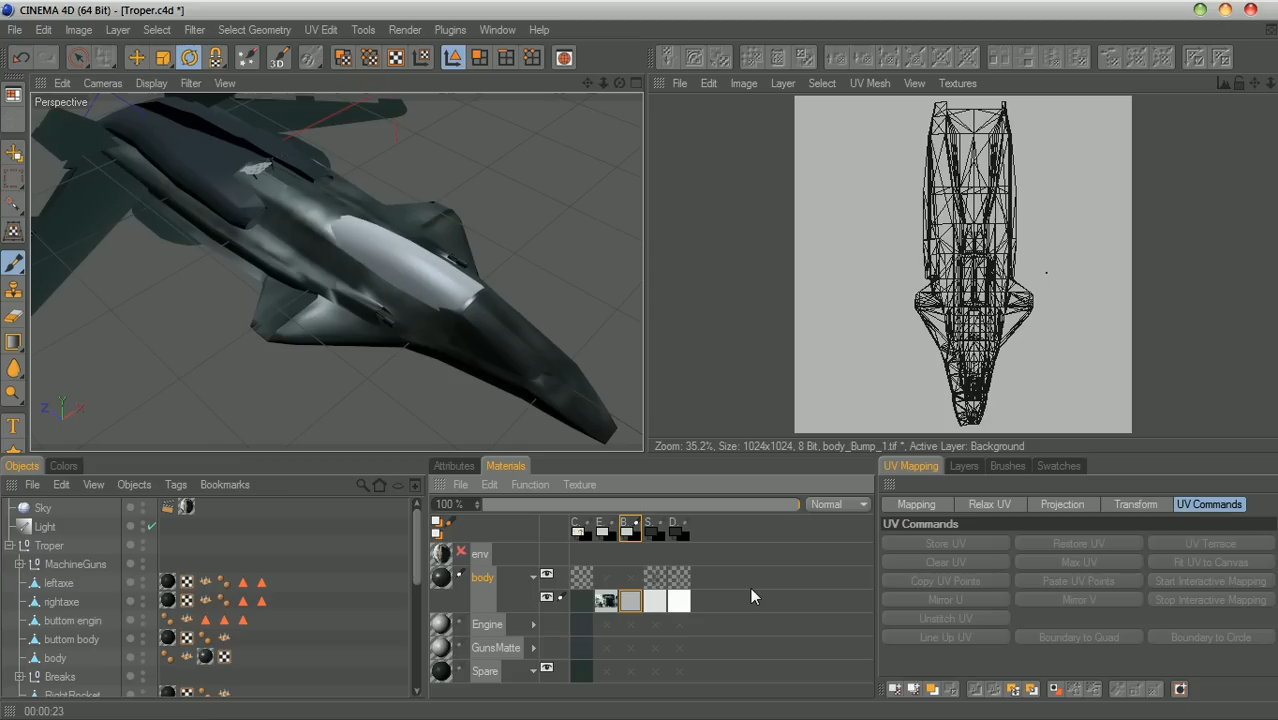 CINEMA 4D (64 Bit) - [Troper.c4d *]
File Edit Image Layer Select Filter Select Geometry UV Edit Tools Render Plugins Window Help
3D
Edit Cameras Display Filter View
File Edit Image Layer Select UV Mesh View Textures
Perspective
Y
Z X
Zoom: 35.2%, Size: 1024x1024, 8 Bit, body_Bump_1.tif *, Active Layer: Background
Objects Colors
Attributes Materials
UV Mapping Layers Brushes Swatches
File Edit View Objects Tags Bookmarks
File Edit Function Texture
100 % Normal
Mapping Relax UV Projection Transform UV Commands
UV Commands
C. E. B. S. D.
Store UV Restore UV UV Terrace
Clear UV Max UV Fit UV to Canvas
Copy UV Points Paste UV Points Start Interactive Mapping
Mirror U Mirror V Stop Interactive Mapping
Unstitch UV
Line Up UV Boundary to Quad Boundary to Circle
Sky
Light
Troper
MachineGuns
leftaxe
rightaxe
buttom engin
buttom body
body
Breaks
RightRocket
env
body
Engine
GunsMatte
Spare
T
00:00:23